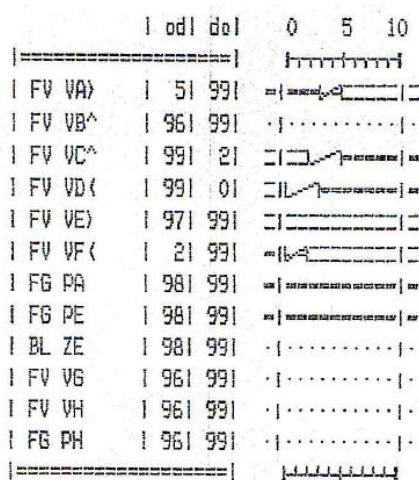 | od| do| 0 5 10
|====================|
| FV VA> | 5| 99|
| FV VB^ | 96| 99|
| FV VC^ | 99| 2|
| FV VD< | 99| 0|
| FV VE> | 97| 99|
| FV VF< | 2| 99|
| FG PA | 98| 99|
| FG PE | 98| 99|
| BL ZE | 98| 99|
| FV VG | 96| 99|
| FV VH | 96| 99|
| FG PH | 96| 99|
|====================|